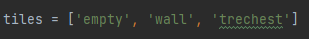 tiles = ['empty', 'wall', 'trechest']